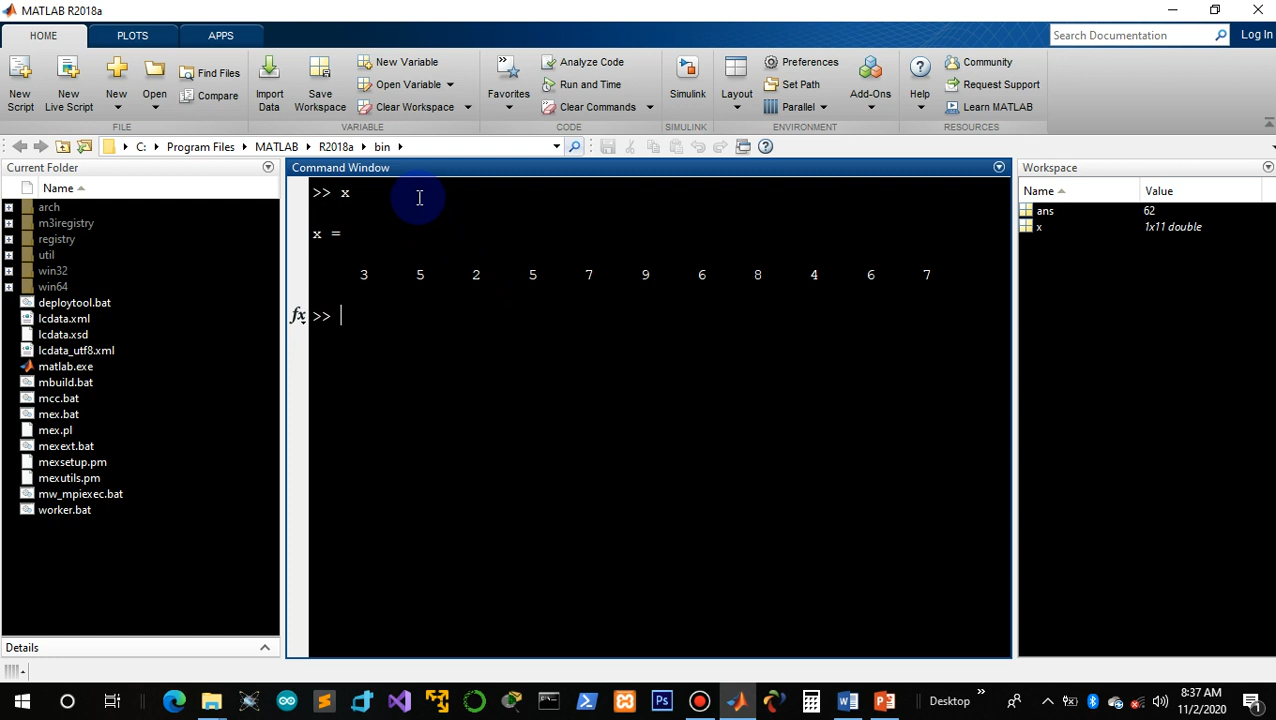 MATLAB R2018a
HOME PLOTS APPS
Search Documentation
Log In
New Script
New Live Script
New
Open
Find Files
Compare
FILE
Import Data
Save Workspace
New Variable
Open Variable
Clear Workspace
VARIABLE
Favorites
Analyze Code
Run and Time
Clear Commands
CODE
Simulink
SIMULINK
Layout
Preferences
Set Path
Parallel
Add-Ons
ENVIRONMENT
Help
Community
Request Support
Learn MATLAB
RESOURCES
C: Program Files MATLAB R2018a bin
Current Folder
Name
arch
m3iregistry
registry
util
win32
win64
deploytool.bat
lcdata.xml
lcdata.xsd
lcdata_utf8.xml
matlab.exe
mbuild.bat
mcc.bat
mex.bat
mex.pl
mexext.bat
mexsetup.pm
mexutils.pm
mw_mpiexec.bat
worker.bat
Details
Command Window
>> x
x =
3 5 2 5 7 9 6 8 4 6 7
fx >>
Workspace
Name Value
ans 62
x 1x11 double
Ps
Desktop
8:37 AM
11/2/2020
1